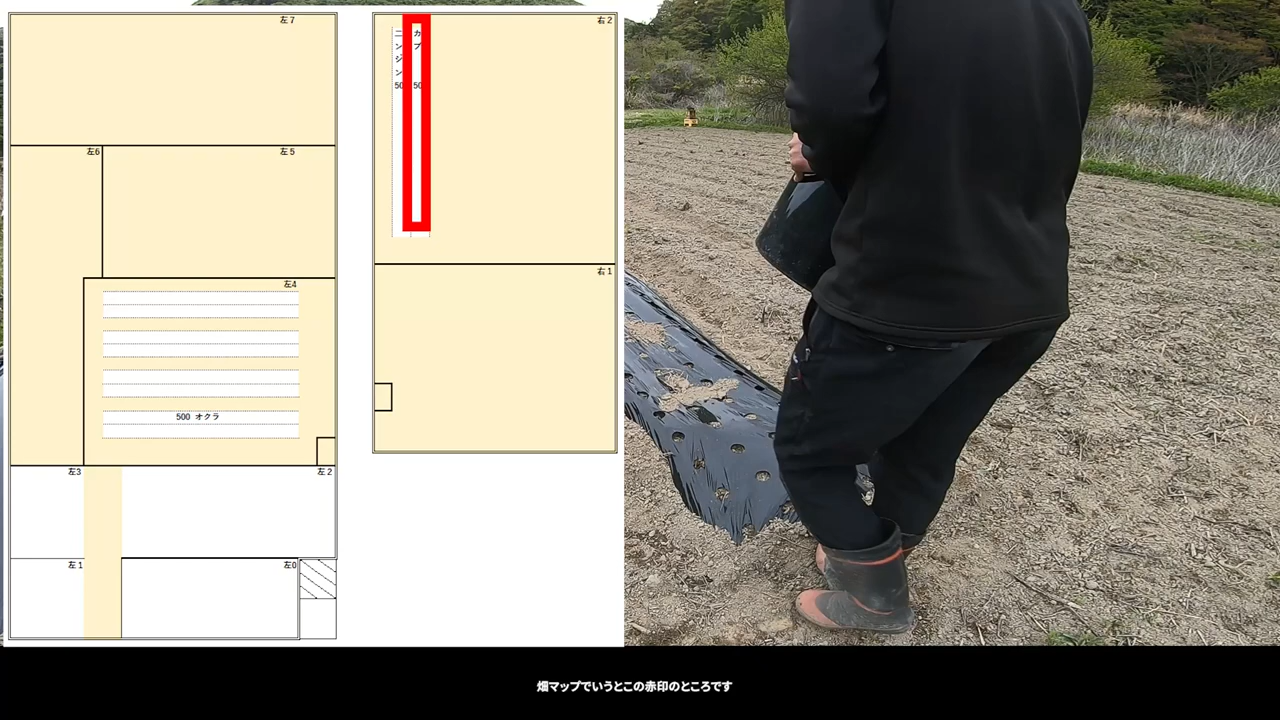 左7
左6
左5
左4
500 オクラ
左3
左2
左1
左0
右2
ニンジン 50
カブ 50
右1
畑マップでいうとこの赤印のところです